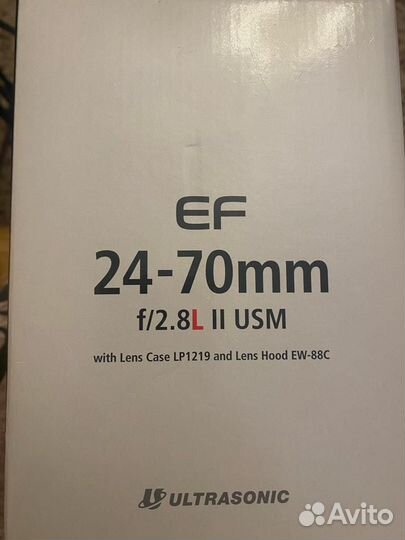 EF
24-70mm
f/2.8L II USM
with Lens Case LP1219 and Lens Hood EW-88C
ULTRASONIC
Avito